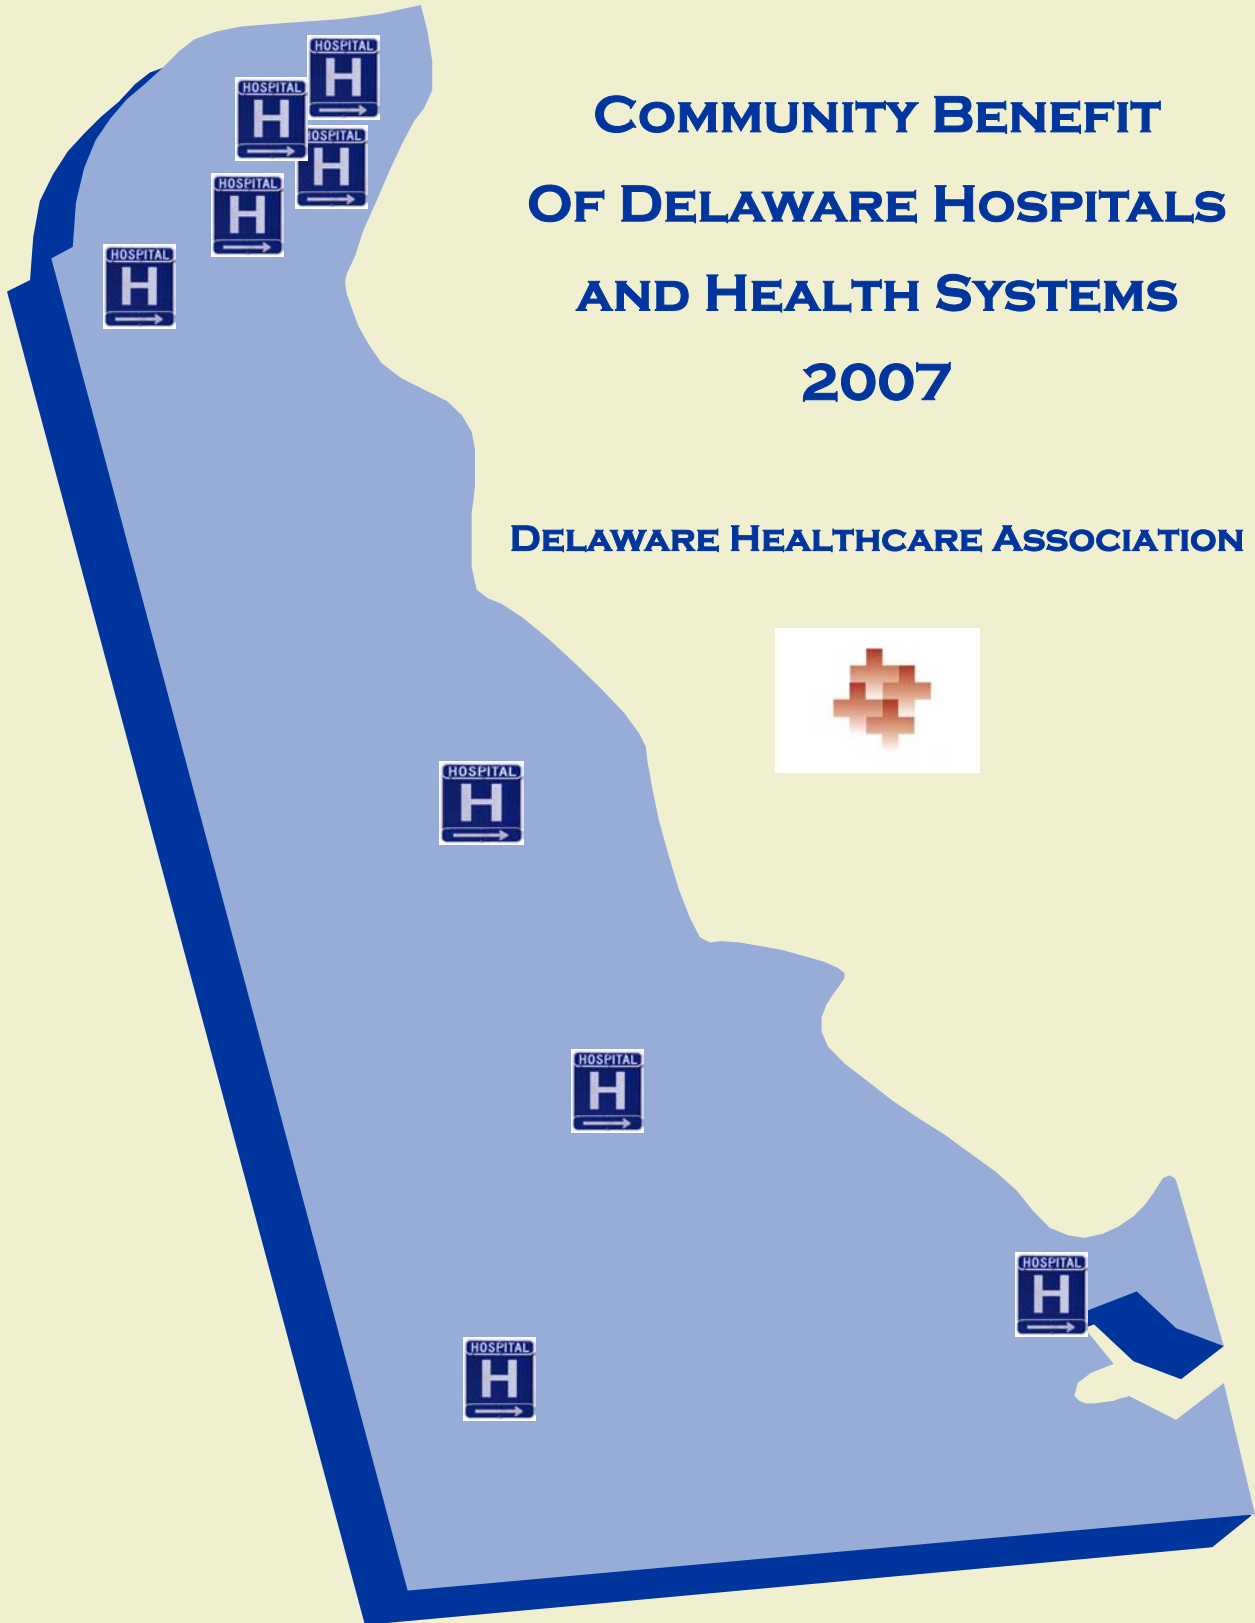 COMMUNITY BENEFIT
OF DELAWARE HOSPITALS
AND HEALTH SYSTEMS
2007
DELAWARE HEALTHCARE ASSOCIATION
HOSPITAL
H
HOSPITAL
H
HOSPITAL
H
HOSPITAL
H
HOSPITAL
H
HOSPITAL
H
HOSPITAL
H
HOSPITAL
H
HOSPITAL
H